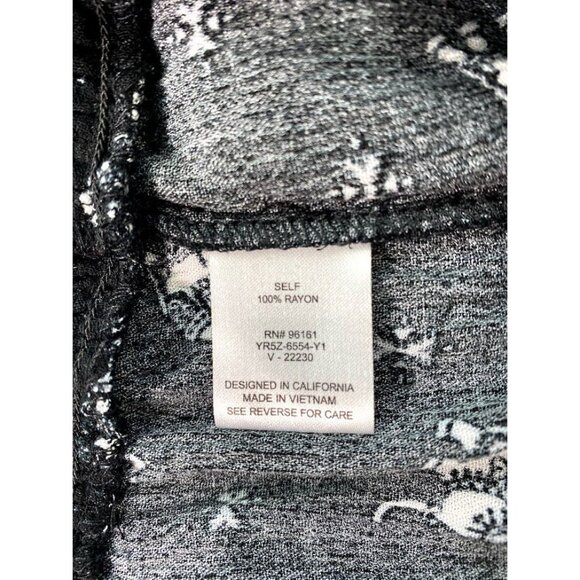 SELF
100% RAYON
RN# 96161
YR5Z-6554-Y1
V - 22230
DESIGNED IN CALIFORNIA
MADE IN VIETNAM
SEE REVERSE FOR CARE